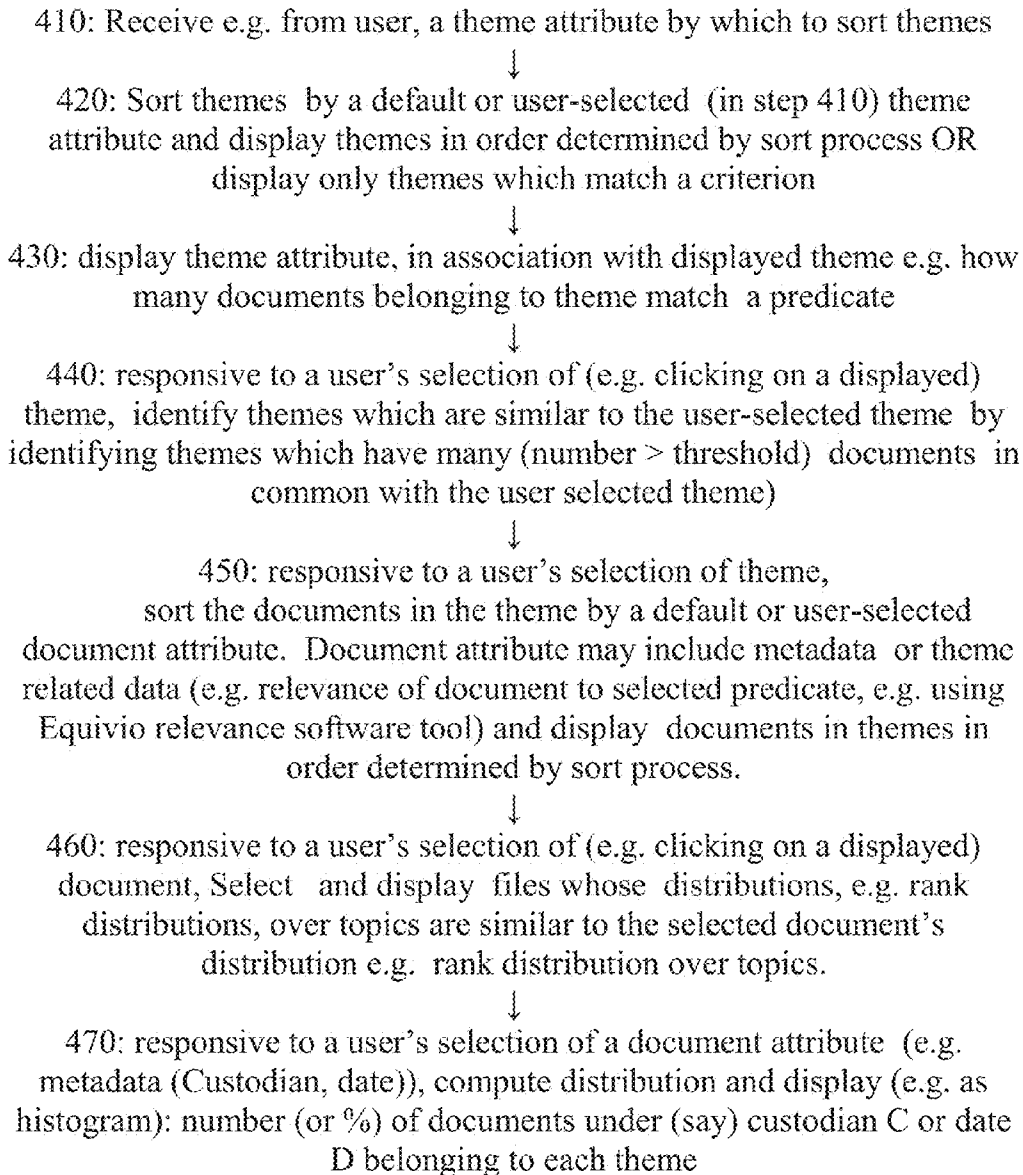 410: Receive e.g. from user, a theme attribute by which to sort themes
↓
420: Sort themes by a default or user-selected (in step 410) theme
attribute and display themes in order determined by sort process OR
display only themes which match a criterion
↓
430: display theme attribute, in association with displayed theme e.g. how
many documents belonging to theme match a predicate
↓
440: responsive to a user's selection of (e.g. clicking on a displayed)
theme, identify themes which are similar to the user-selected theme by
identifying themes which have many (number > threshold) documents in
common with the user selected theme)
↓
450: responsive to a user's selection of theme,
sort the documents in the theme by a default or user-selected
document attribute. Document attribute may include metadata or theme
related data (e.g. relevance of document to selected predicate, e.g. using
Equivio relevance software tool) and display documents in themes in
order determined by sort process.
↓
460: responsive to a user's selection of (e.g. clicking on a displayed)
document, Select and display files whose distributions, e.g. rank
distributions, over topics are similar to the selected document's
distribution e.g. rank distribution over topics.
↓
470: responsive to a user's selection of a document attribute (e.g.
metadata (Custodian, date)), compute distribution and display (e.g. as
histogram): number (or %) of documents under (say) custodian C or date
D belonging to each theme